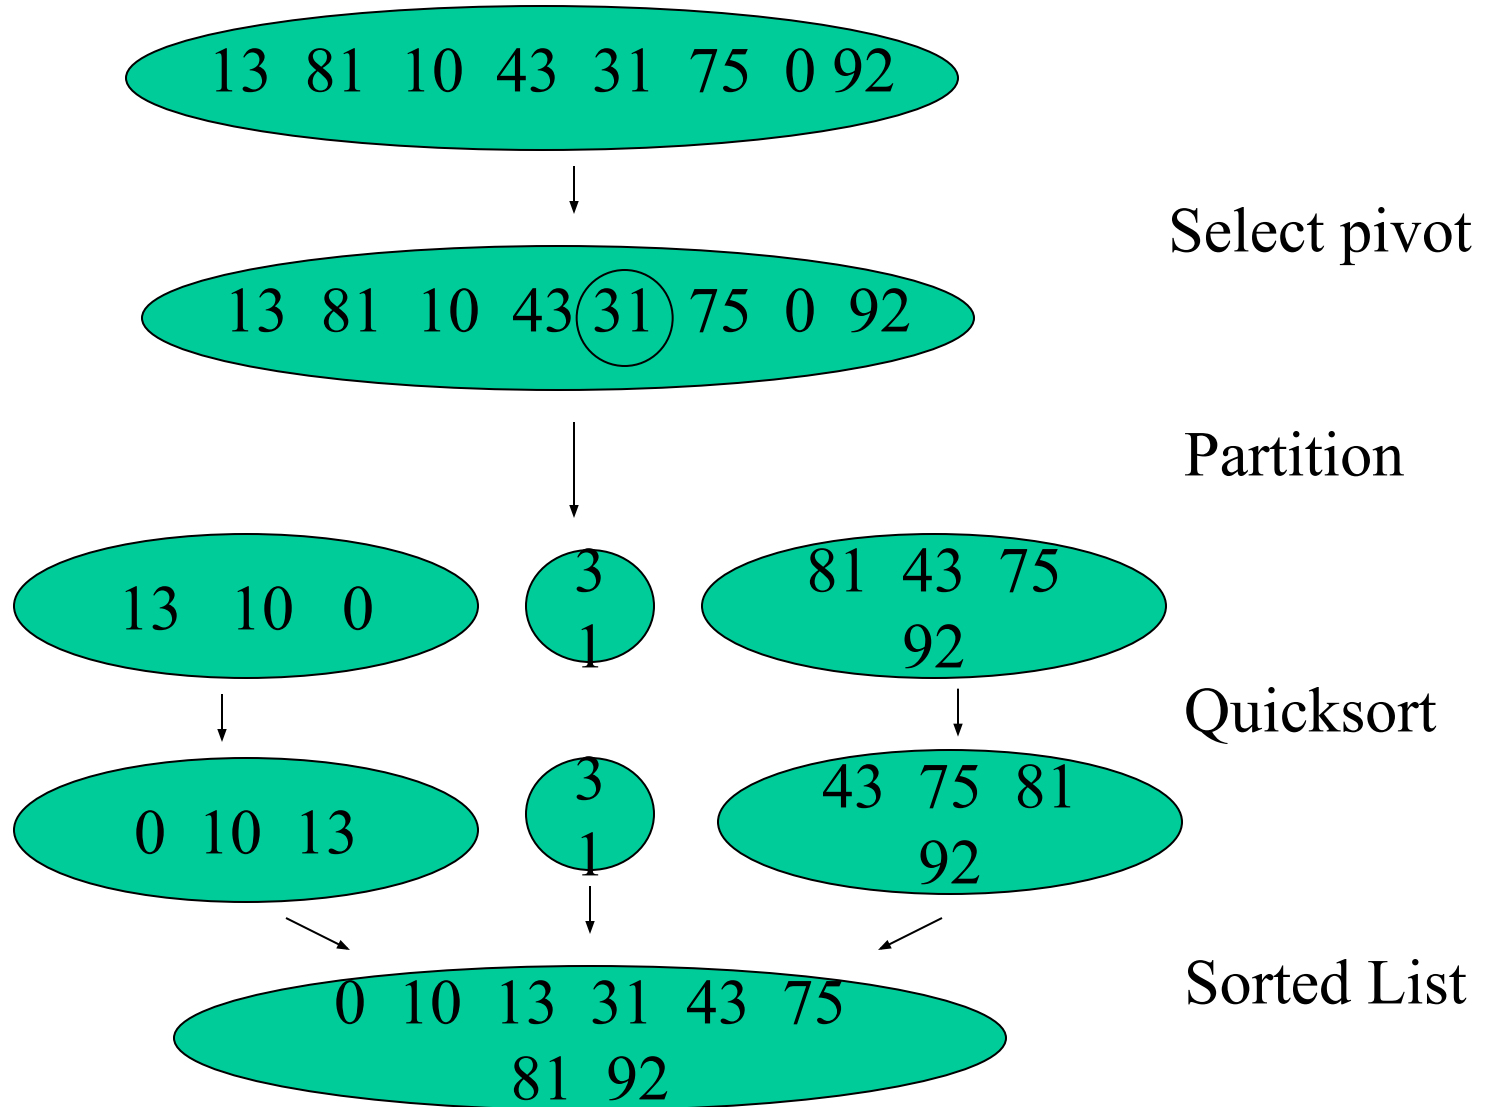 13 81 10 43 31 75 0 92
Select pivot
13 81 10 43 31 75 0 92
Partition
13 10 0
3
1
81 43 75
92
Quicksort
0 10 13
3
1
43 75 81
92
Sorted List
0 10 13 31 43 75
81 92